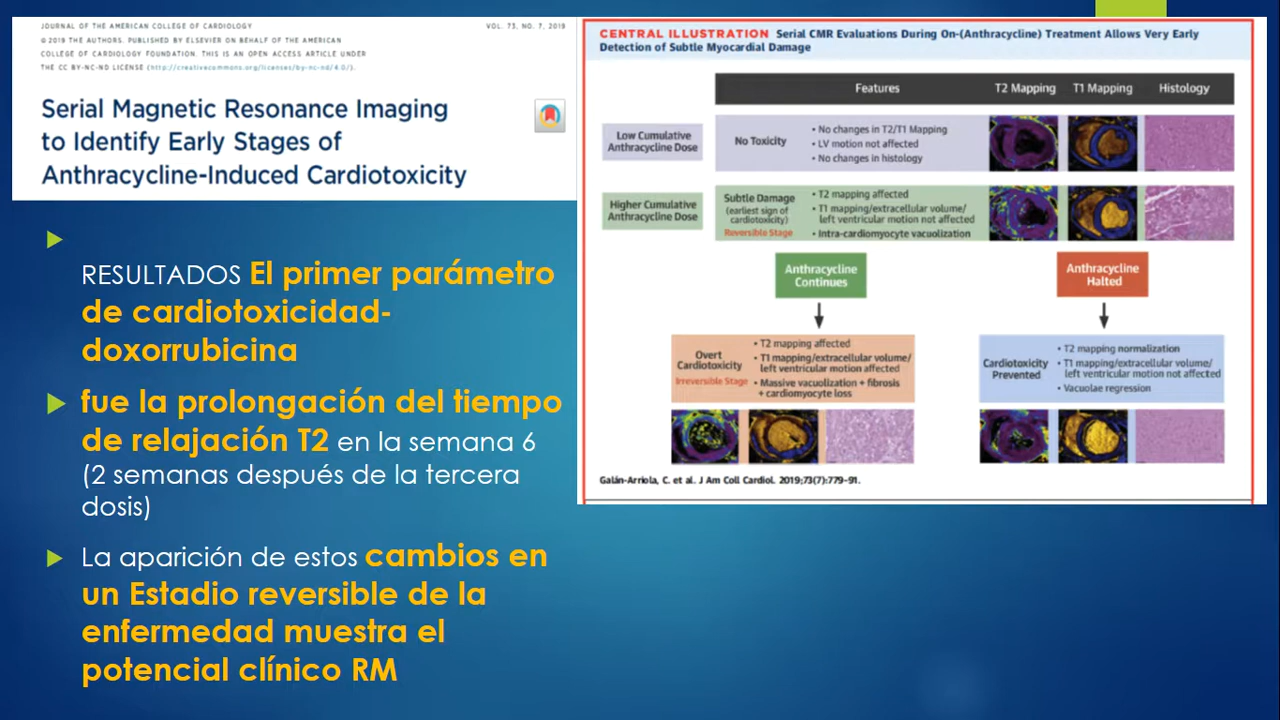 JOURNAL OF THE AMERICAN COLLEGE OF CARDIOLOGY
VOL. 73, NO. 7, 2019
© 2019 THE AUTHORS. PUBLISHED BY ELSEVIER ON BEHALF OF THE AMERICAN
COLLEGE OF CARDIOLOGY FOUNDATION. THIS IS AN OPEN ACCESS ARTICLE UNDER
THE CC BY-NC-ND LICENSE (http://creativecommons.org/licenses/by-nc-nd/4.0/).
Serial Magnetic Resonance Imaging
to Identify Early Stages of
Anthracycline-Induced Cardiotoxicity
RESULTADOS El primer parámetro
de cardiotoxicidad-
doxorrubicina
fue la prolongación del tiempo
de relajación T2 en la semana 6
(2 semanas después de la tercera
dosis)
La aparición de estos cambios en
un Estadio reversible de la
enfermedad muestra el
potencial clínico RM
CENTRAL ILLUSTRATION Serial CMR Evaluations During On-(Anthracycline) Treatment Allows Very Early
Detection of Subtle Myocardial Damage
Features
T2 Mapping
T1 Mapping
Histology
Low Cumulative
Anthracycline Dose
No Toxicity
• No changes in T2/T1 Mapping
• LV motion not affected
• No changes in histology
Higher Cumulative
Anthracycline Dose
Subtle Damage
(earliest sign of
cardiotoxicity)
Reversible Stage
• T2 mapping affected
• T1 mapping/extracellular volume/
left ventricular motion not affected
• Intra-cardiomyocyte vacuolization
Anthracycline
Continues
Anthracycline
Halted
Overt
Cardiotoxicity
Irreversible Stage
• T2 mapping affected
• T1 mapping/extracellular volume/
left ventricular motion affected
• Massive vacuolization + fibrosis
+ cardiomyocyte loss
Cardiotoxicity
Prevented
• T2 mapping normalization
• T1 mapping/extracellular volume/
left ventricular motion not affected
• Vacuolae regression
Galán-Arriola, C. et al. J Am Coll Cardiol. 2019;73(7):779–91.